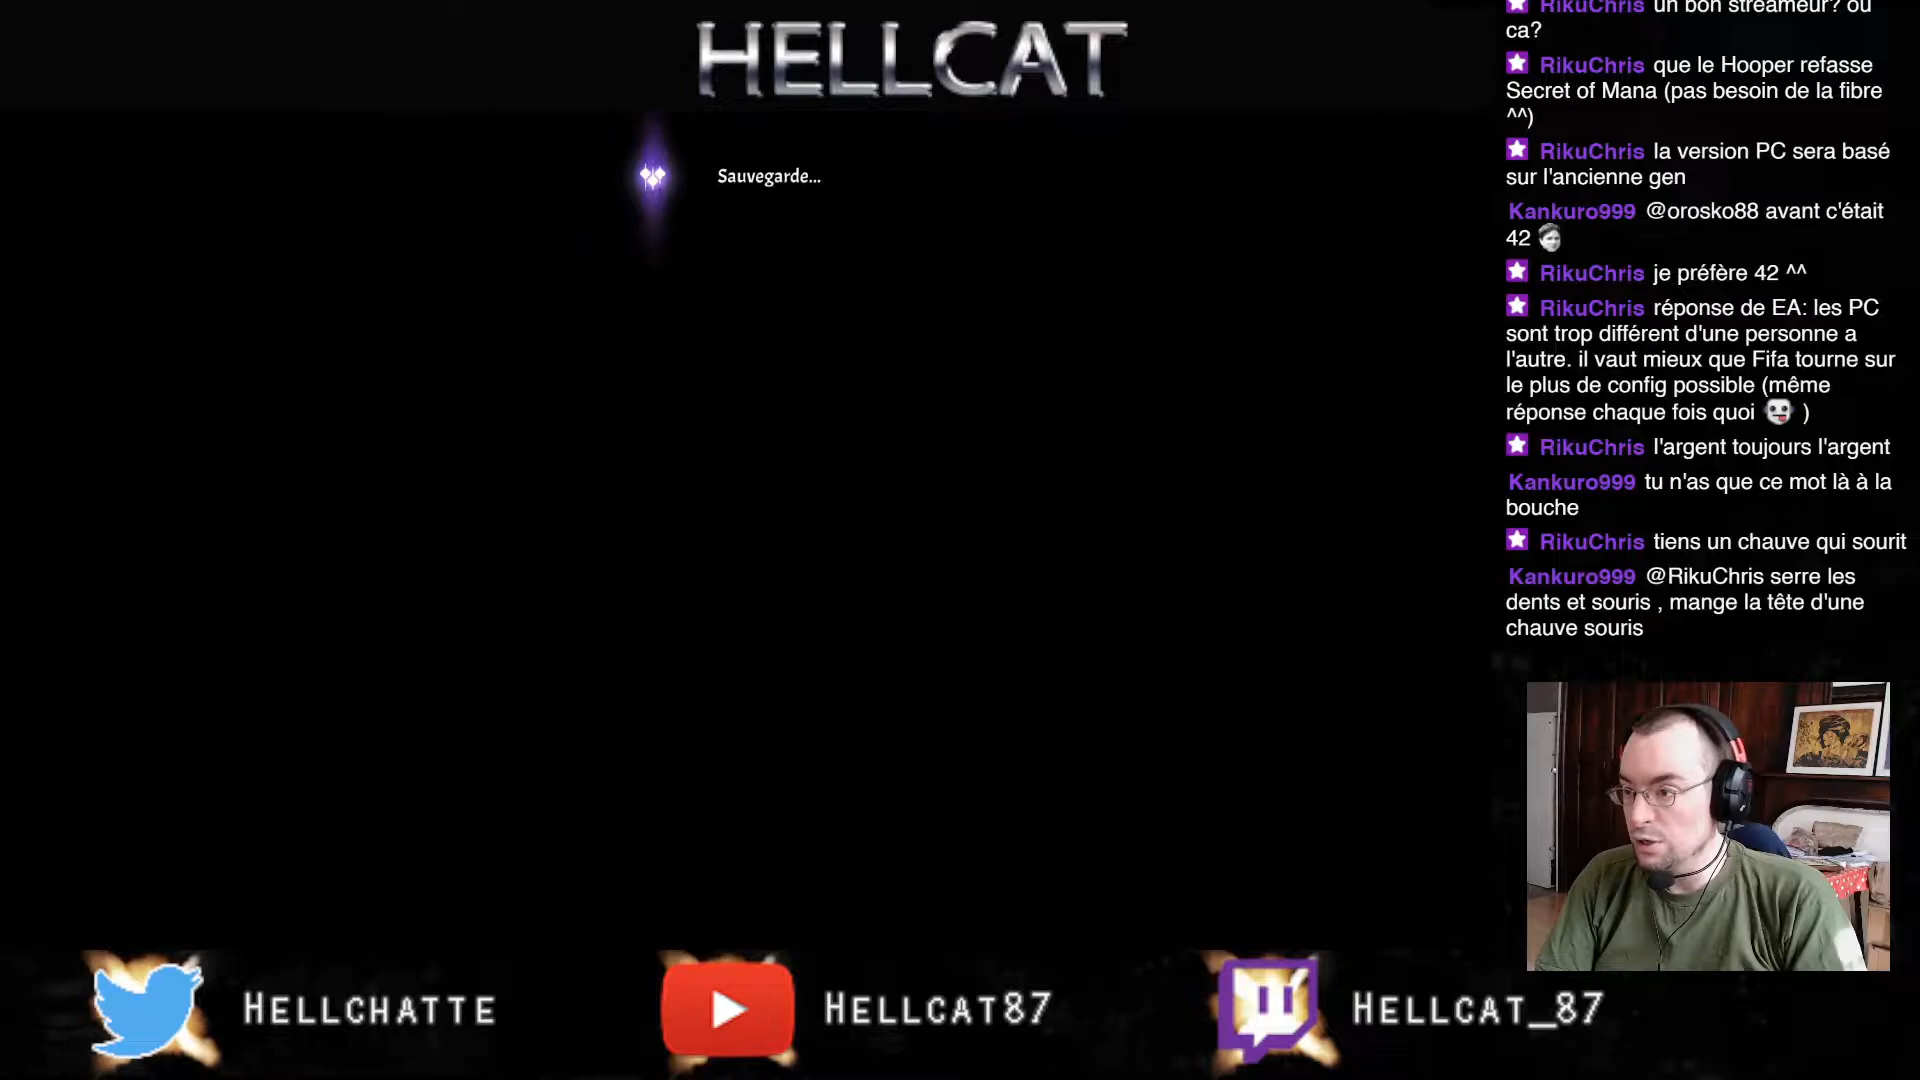 HELLCAT
Sauvegarde...
RikuChris un bon streameur? ou
ca?
RikuChris que le Hooper refasse
Secret of Mana (pas besoin de la fibre
^^)
RikuChris la version PC sera basé
sur l'ancienne gen
Kankuro999 @orosko88 avant c'était
42
RikuChris je préfère 42 ^^
RikuChris réponse de EA: les PC
sont trop différent d'une personne a
l'autre. il vaut mieux que Fifa tourne sur
le plus de config possible (même
réponse chaque fois quoi )
RikuChris l'argent toujours l'argent
Kankuro999 tu n'as que ce mot là à la
bouche
RikuChris tiens un chauve qui sourit
Kankuro999 @RikuChris serre les
dents et souris , mange la tête d'une
chauve souris
HELLCHATTE
HELLCAT87
HELLCAT_87